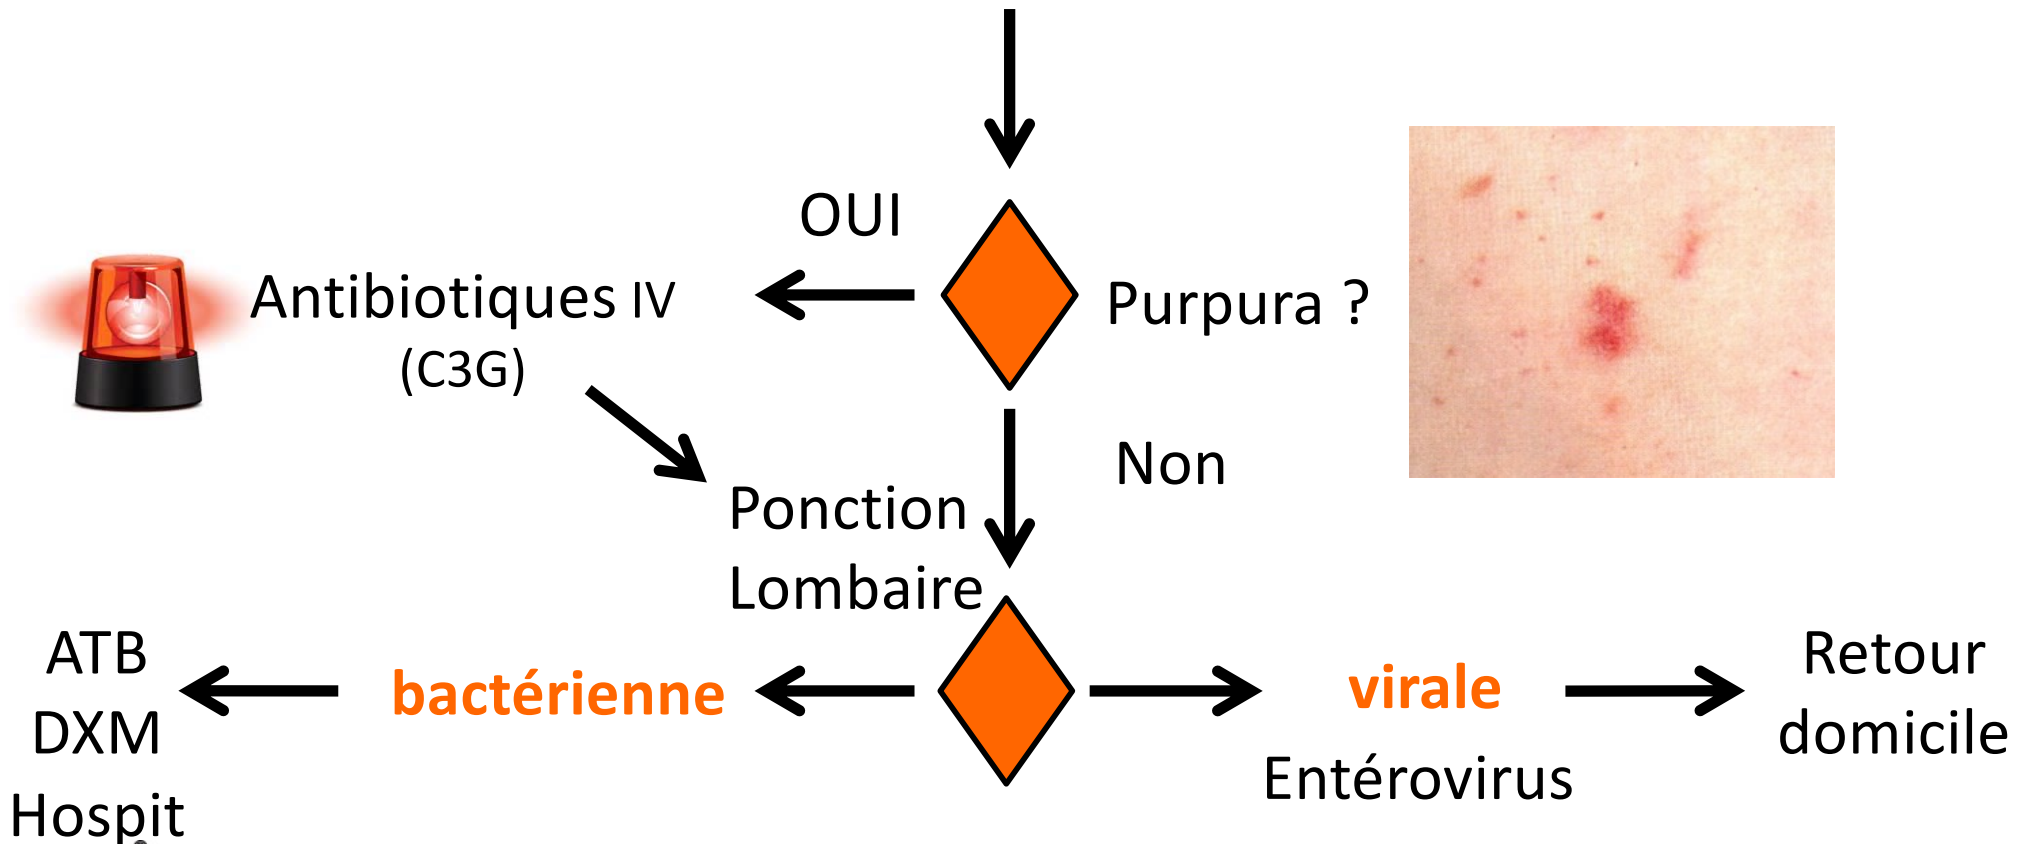 OUI
Antibiotiques IV
(C3G)
Purpura ?
Non
Ponction
Lombaire
ATB
DXM
Hospit
bactérienne
virale
Entérovirus
Retour
domicile